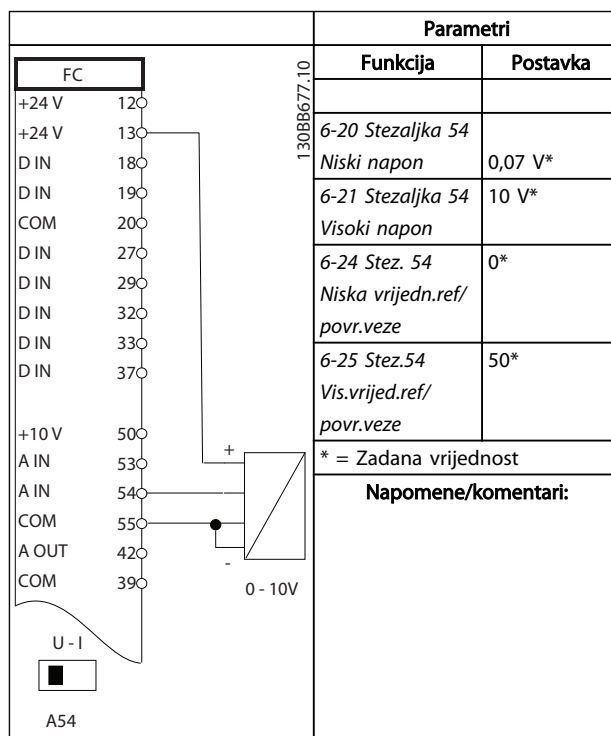 Parametri
Funkcija Postavka
6-20 Stezaljka 54
Niski napon 0,07 V*
6-21 Stezaljka 54 10 V*
Visoki napon
6-24 Stez. 54 0*
Niska vrijedn.ref/
povr.veze
6-25 Stez.54 50*
Vis.vrijed.ref/
povr.veze
* = Zadana vrijednost
Napomene/komentari:
FC
+24 V 12
+24 V 13
D IN 18
D IN 19
COM 20
D IN 27
D IN 29
D IN 32
D IN 33
D IN 37
+10 V 50
A IN 53
A IN 54
COM 55
A OUT 42
COM 39
+
-
0 - 10V
U - I
A54
130BB677.10